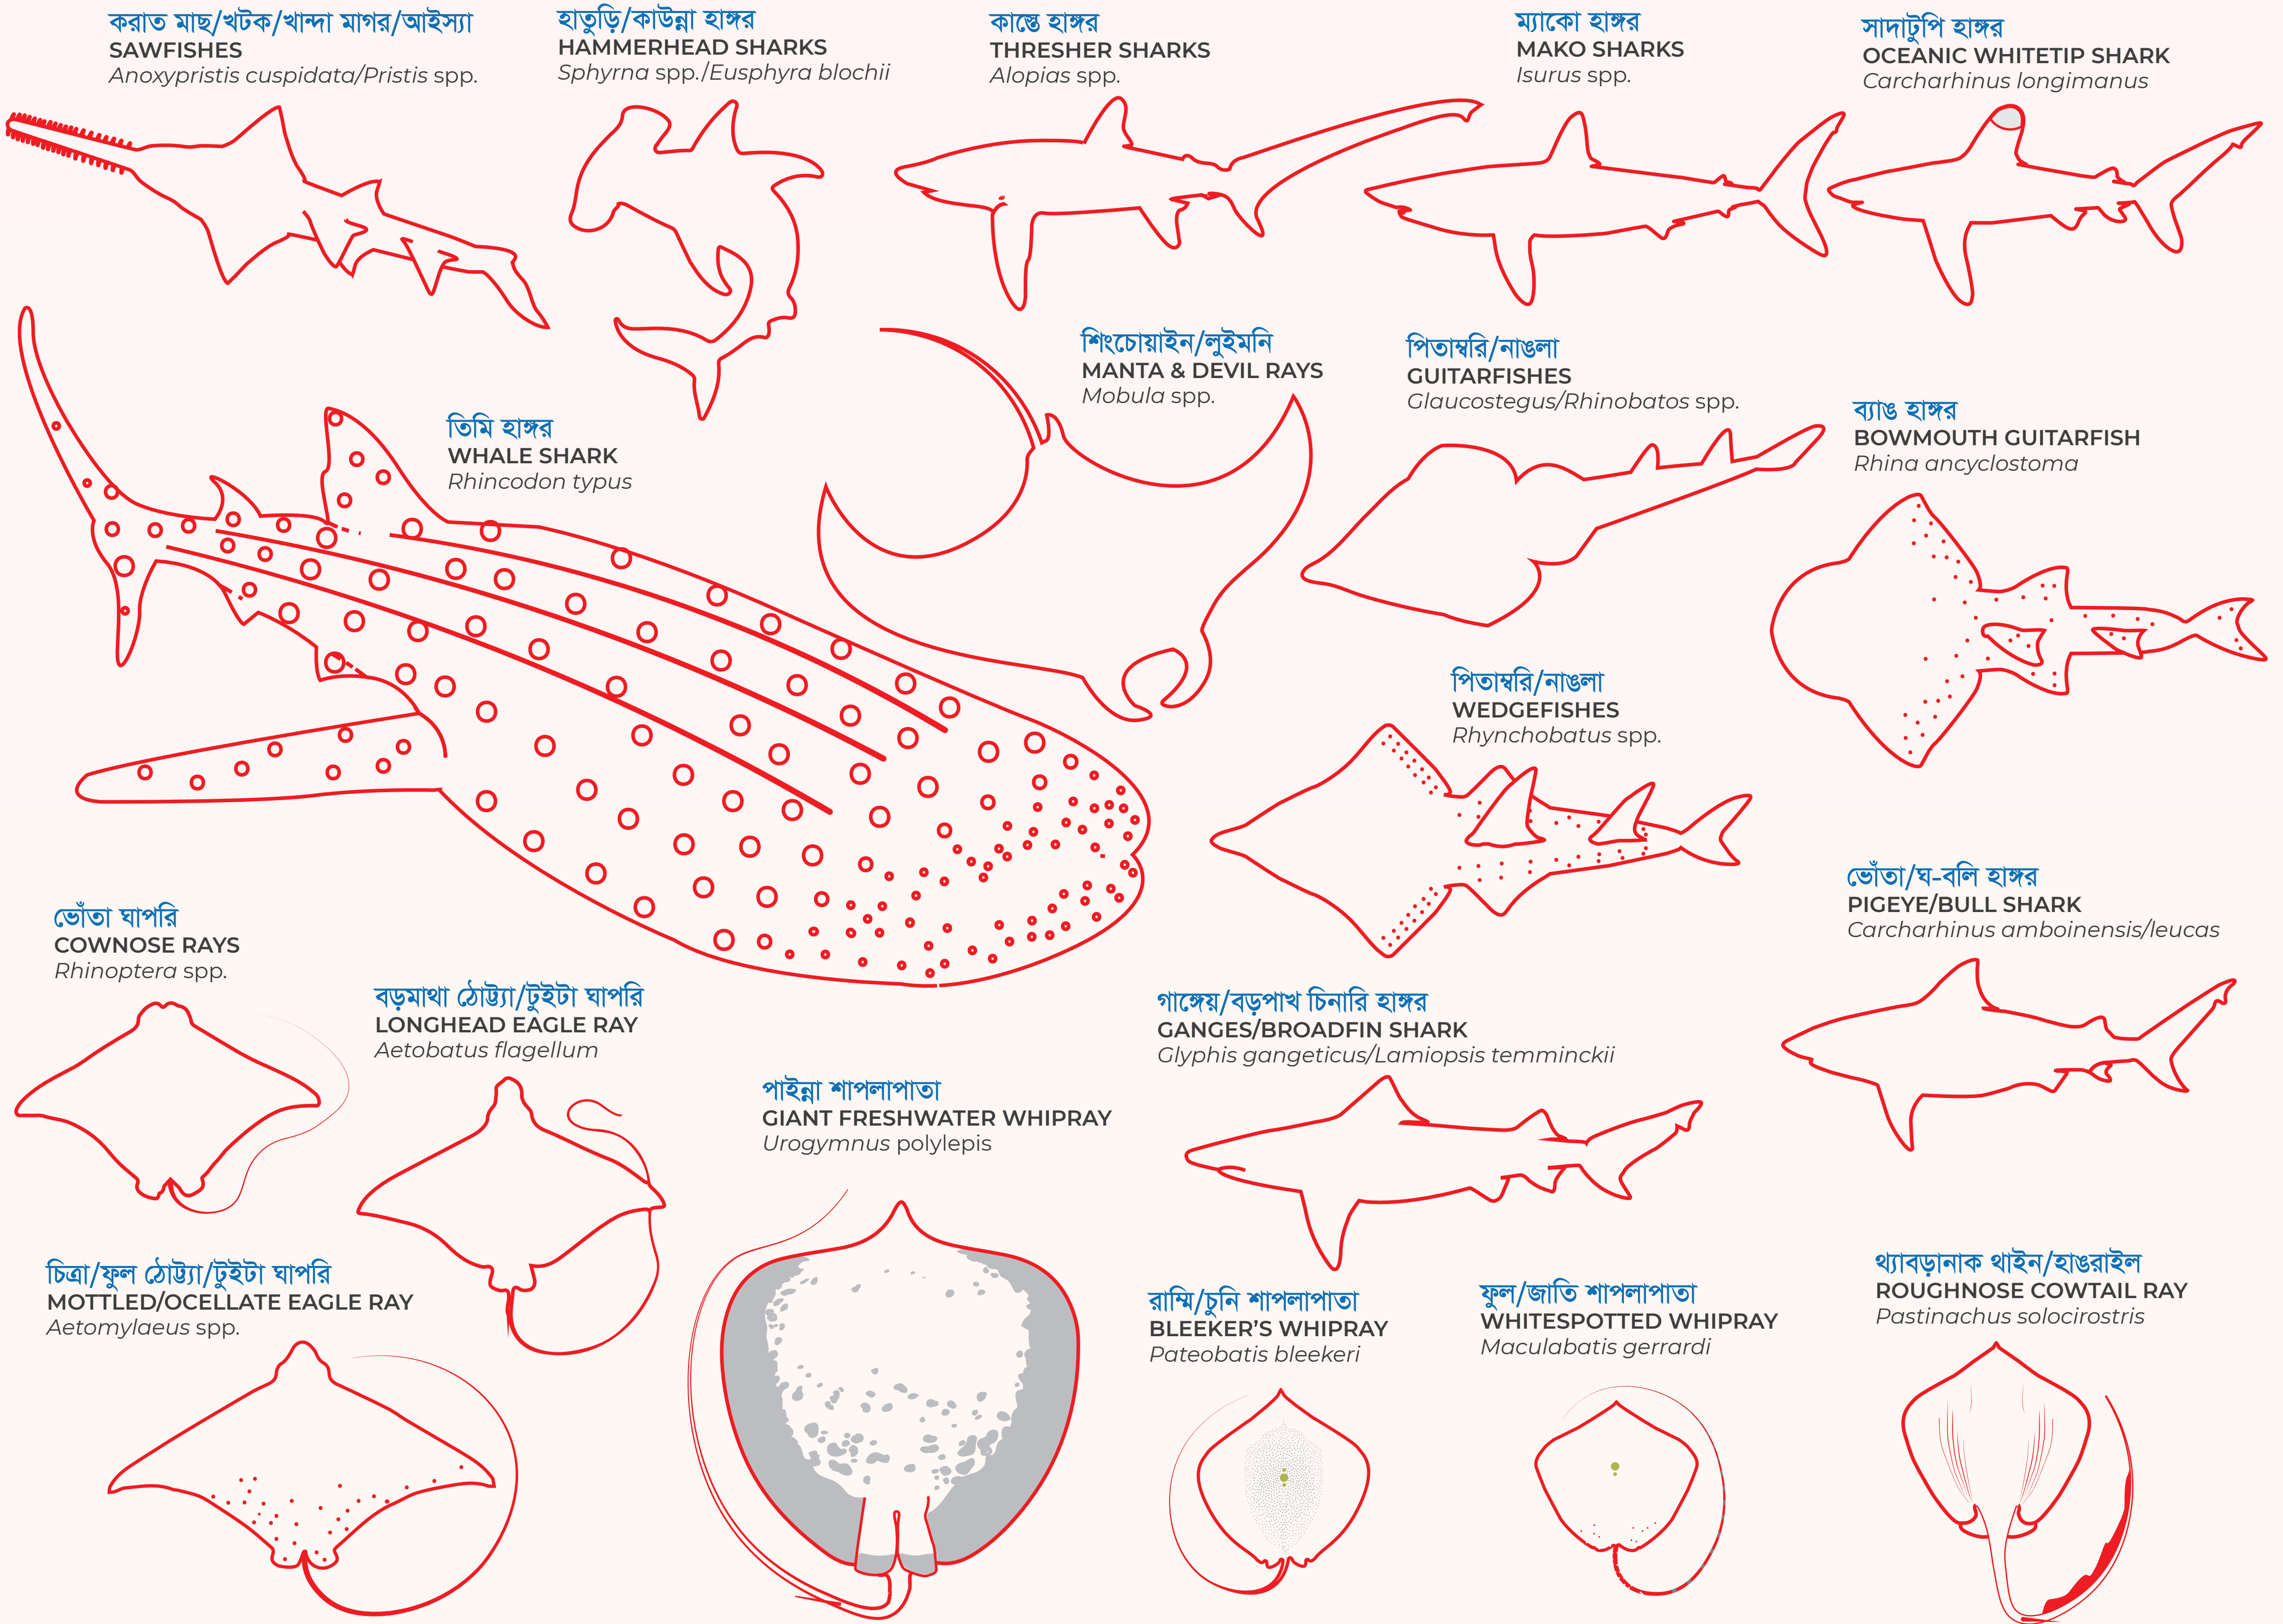 করাত মাছ/খটক/খান্দা মাগর/আইস্যা
SAWFISHES
Anoxypristis cuspidata/Pristis spp.
হাতুড়ি/কাউন্না হাঙ্গর
HAMMERHEAD SHARKS
Sphyrna spp./Eusphyra blochii
কাস্তে হাঙ্গর
THRESHER SHARKS
Alopias spp.
ম্যাকো হাঙ্গর
MAKO SHARKS
Isurus spp.
সাদাটুপি হাঙ্গর
OCEANIC WHITETIP SHARK
Carcharhinus longimanus
তিমি হাঙ্গর
WHALE SHARK
Rhincodon typus
শিংচোয়াইন/লুইমনি
MANTA & DEVIL RAYS
Mobula spp.
পিতাম্বরি/নাঙলা
GUITARFISHES
Glaucostegus/Rhinobatos spp.
ব্যাঙ হাঙ্গর
BOWMOUTH GUITARFISH
Rhina ancyclostoma
পিতাম্বরি/নাঙলা
WEDGEFISHES
Rhynchobatus spp.
ভোঁতা/ঘ-বলি হাঙ্গর
PIGEYE/BULL SHARK
Carcharhinus amboinensis/leucas
ভোঁতা ঘাপরি
COWNOSE RAYS
Rhinoptera spp.
বড়মাথা ঠোট্ট্যা/টুইটা ঘাপরি
LONGHEAD EAGLE RAY
Aetobatus flagellum
গাঙ্গেয়/বড়পাখ চিনারি হাঙ্গর
GANGES/BROADFIN SHARK
Glyphis gangeticus/Lamiopsis temminckii
পাইন্না শাপলাপাতা
GIANT FRESHWATER WHIPRAY
Urogymnus polylepis
চিত্রা/ফুল ঠোট্ট্যা/টুইটা ঘাপরি
MOTTLED/OCELLATE EAGLE RAY
Aetomylaeus spp.
রাম্মি/চুনি শাপলাপাতা
BLEEKER'S WHIPRAY
Pateobatis bleekeri
ফুল/জাতি শাপলাপাতা
WHITESPOTTED WHIPRAY
Maculabatis gerrardi
থ্যাবড়ানাক থাইন/হাঙরাইল
ROUGHNOSE COWTAIL RAY
Pastinachus solocirostris